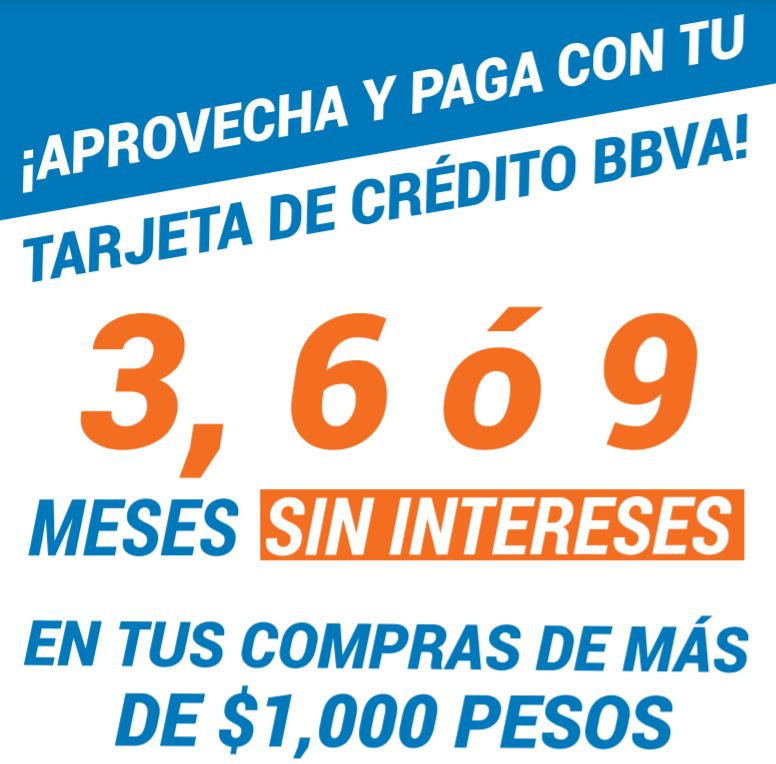 ¡APROVECHA Y PAGA CON TU
TARJETA DE CRÉDITO BBVA!
3, 6 ó 9
MESES SIN INTERESES
EN TUS COMPRAS DE MÁS
DE $1,000 PESOS